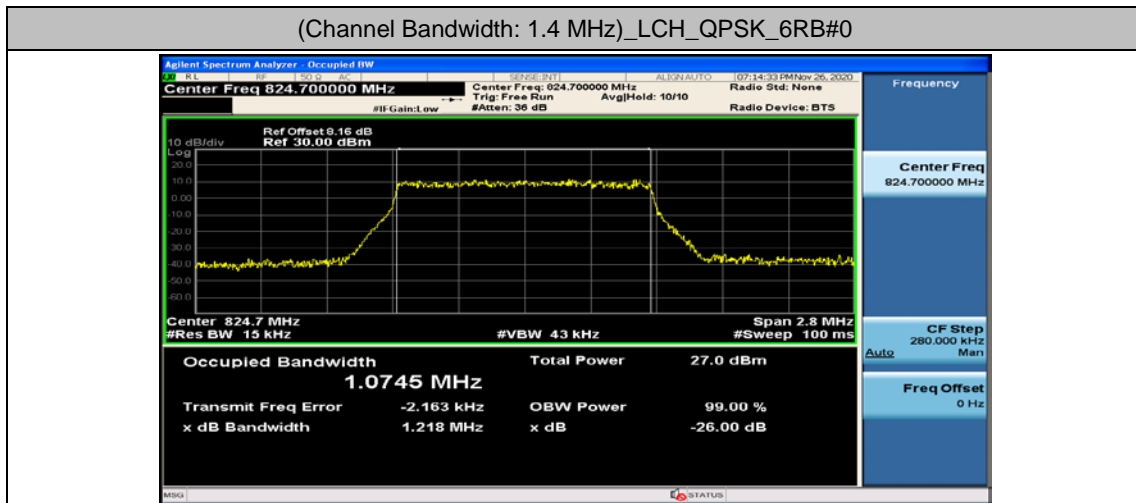 (Channel Bandwidth: 1.4 MHz)_LCH_QPSK_6RB#0
Agilent Spectrum Analyzer - Occupied BW
LXI RL RF 50 Ω AC SENSE:INT ALIGN AUTO 07:14:33 PM Nov 26, 2020
Center Freq 824.700000 MHz
Center Freq: 824.700000 MHz
Radio Std: None
Trig: Free Run
Avg|Hold: 10/10
#IFGain:Low
#Atten: 36 dB
Radio Device: BTS
Ref Offset 8.16 dB
10 dB/div
Ref 30.00 dBm
Log
20.0
10.0
0.00
-10.0
-20.0
-30.0
-40.0
-50.0
-60.0
Center 824.7 MHz
Span 2.8 MHz
#Res BW 15 kHz
#VBW 43 kHz
#Sweep 100 ms
Occupied Bandwidth
Total Power
27.0 dBm
1.0745 MHz
Transmit Freq Error
-2.163 kHz
OBW Power
99.00 %
x dB Bandwidth
1.218 MHz
x dB
-26.00 dB
MSG
STATUS
Frequency
Center Freq
824.700000 MHz
CF Step
280.000 kHz
Auto Man
Freq Offset
0 Hz